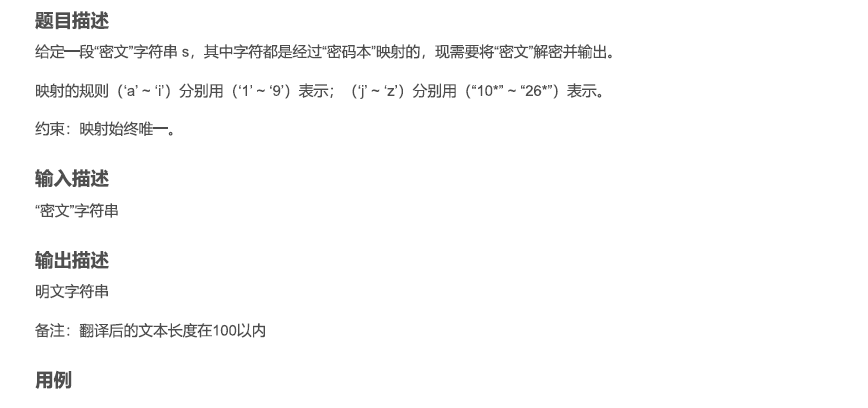 题目描述
给定一段“密文”字符串 s，其中字符都是经过“密码本”映射的，现需要将“密文”解密并输出。
映射的规则（‘a’ ~ ‘i’）分别用（‘1’ ~ ‘9’）表示；（‘j’ ~ ‘z’）分别用（“10*” ~ “26*”）表示。
约束：映射始终唯一。
输入描述
“密文”字符串
输出描述
明文字符串
备注：翻译后的文本长度在100以内
用例